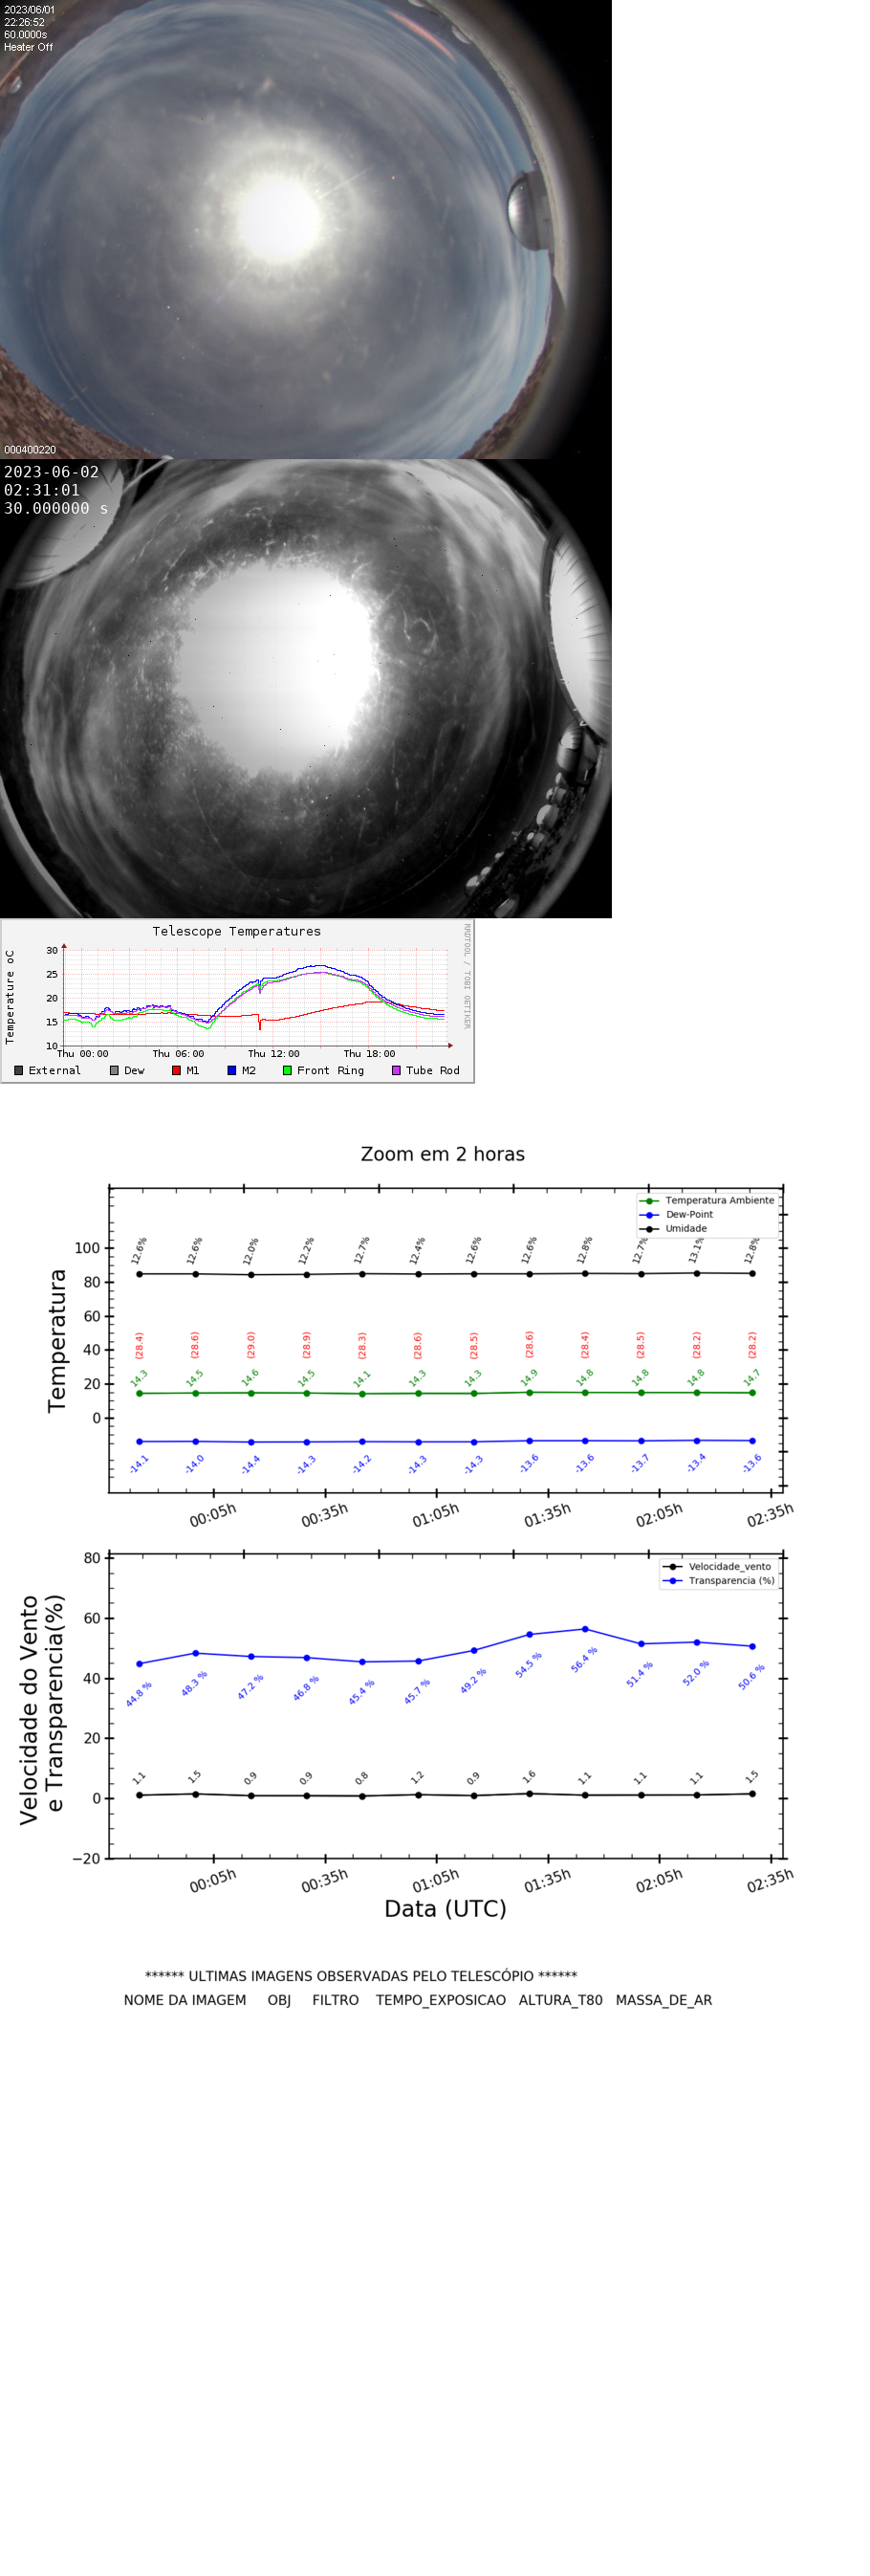 2023/06/01
22:26:52
60.0000s
Heater Off
000400220
2023-06-02
02:31:01
30.000000 s
Telescope Temperatures
RRDTOOL / TOBI OETIKER
Temperature oC
30
25
20
15
10
Thu 00:00 Thu 06:00 Thu 12:00 Thu 18:00
External Dew M1 M2 Front Ring Tube Rod
Zoom em 2 horas
Temperatura Ambiente
Dew-Point
Umidade
Temperatura
100
80
60
40
20
0
12.6% 12.6% 12.0% 12.2% 12.7% 12.4% 12.6% 12.6% 12.8% 12.7% 13.1% 12.8%
(28.4) (28.6) (29.0) (28.9) (28.3) (28.6) (28.5) (28.6) (28.4) (28.5) (28.2) (28.2)
14.3 14.5 14.6 14.5 14.1 14.3 14.3 14.9 14.8 14.8 14.8 14.7
-14.1 -14.0 -14.4 -14.3 -14.2 -14.3 -14.3 -13.6 -13.6 -13.7 -13.4 -13.6
00:05h 00:35h 01:05h 01:35h 02:05h 02:35h
Velocidade_vento
Transparencia (%)
Velocidade do Vento
e Transparencia(%)
80
60
40
20
0
−20
44.8 % 48.3 % 47.2 % 46.8 % 45.4 % 45.7 % 49.2 % 54.5 % 56.4 % 51.4 % 52.0 % 50.6 %
1.1 1.5 0.9 0.9 0.8 1.2 0.9 1.6 1.1 1.1 1.1 1.5
00:05h 00:35h 01:05h 01:35h 02:05h 02:35h
Data (UTC)
****** ULTIMAS IMAGENS OBSERVADAS PELO TELESCÓPIO ******
NOME DA IMAGEM OBJ FILTRO TEMPO_EXPOSICAO ALTURA_T80 MASSA_DE_AR